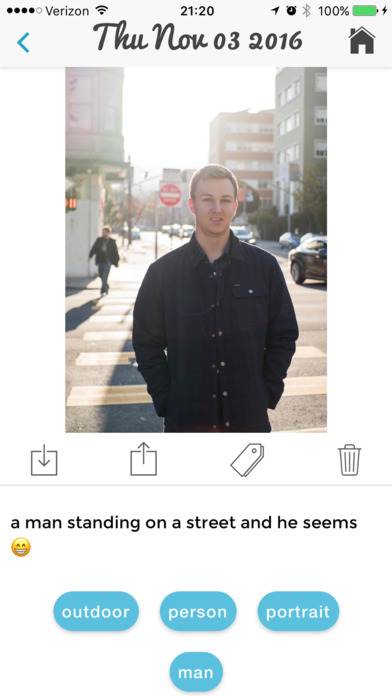 Verizon 21:20 100%
Thu Nov 03 2016
a man standing on a street and he seems
😁
outdoor person portrait
man